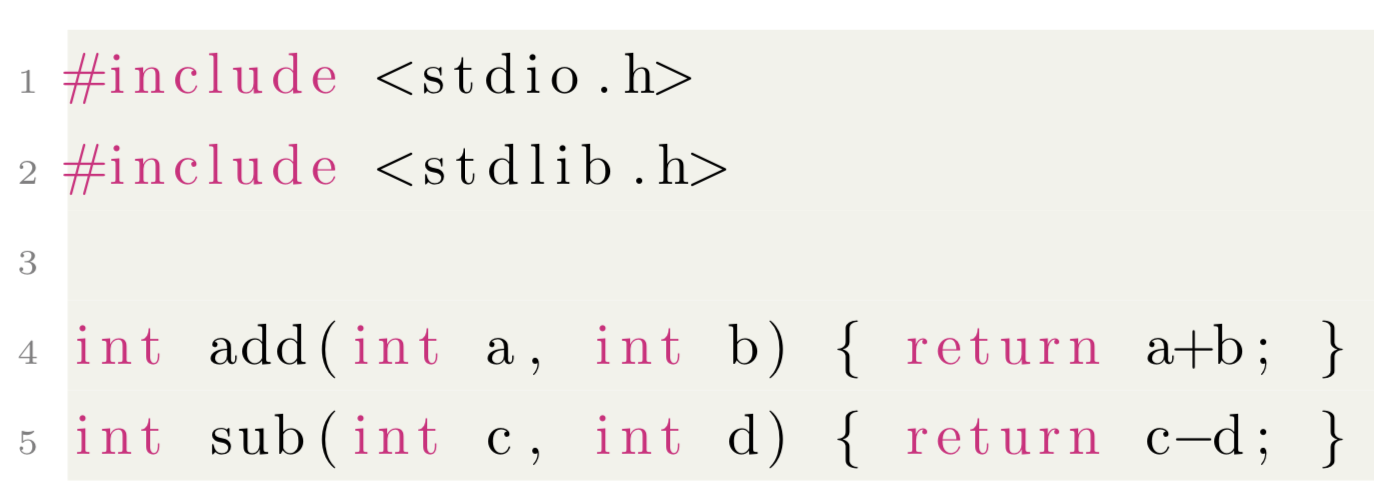 1 #include <stdio.h>
2 #include <stdlib.h>
3
4 int add(int a, int b) { return a+b; }
5 int sub(int c, int d) { return c-d; }